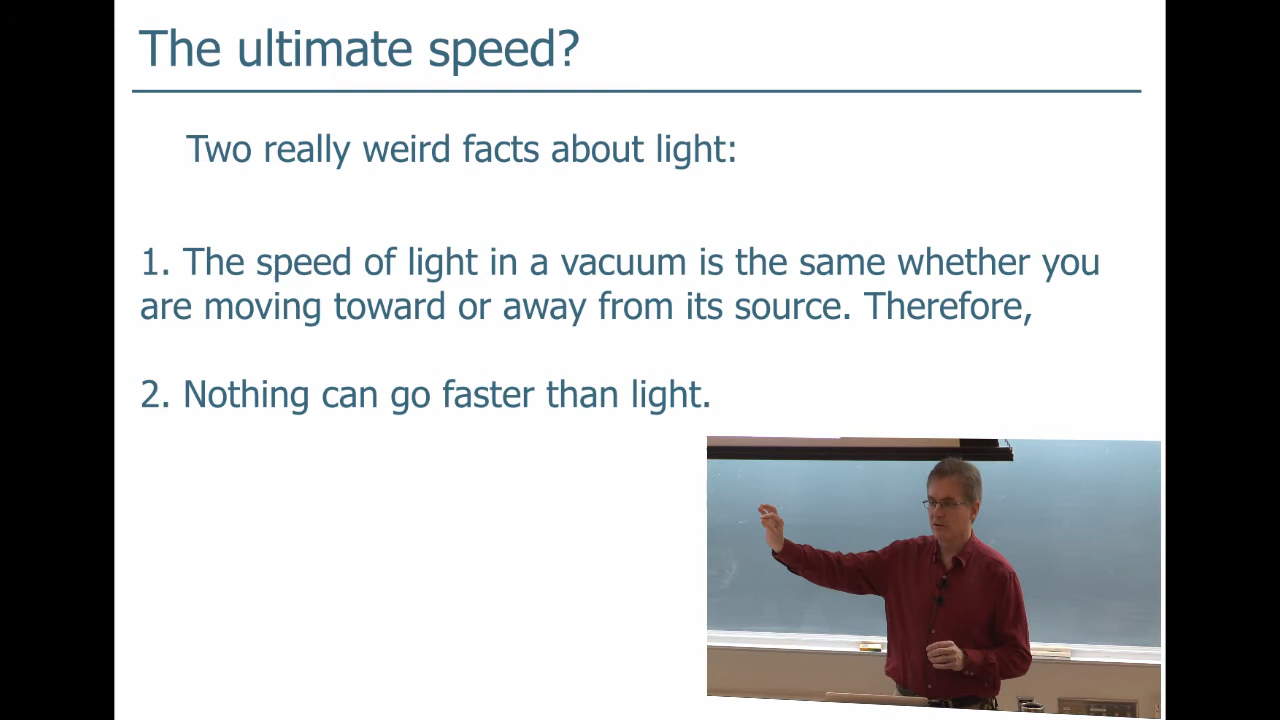 The ultimate speed?
Two really weird facts about light:
1. The speed of light in a vacuum is the same whether you
are moving toward or away from its source. Therefore,
2. Nothing can go faster than light.